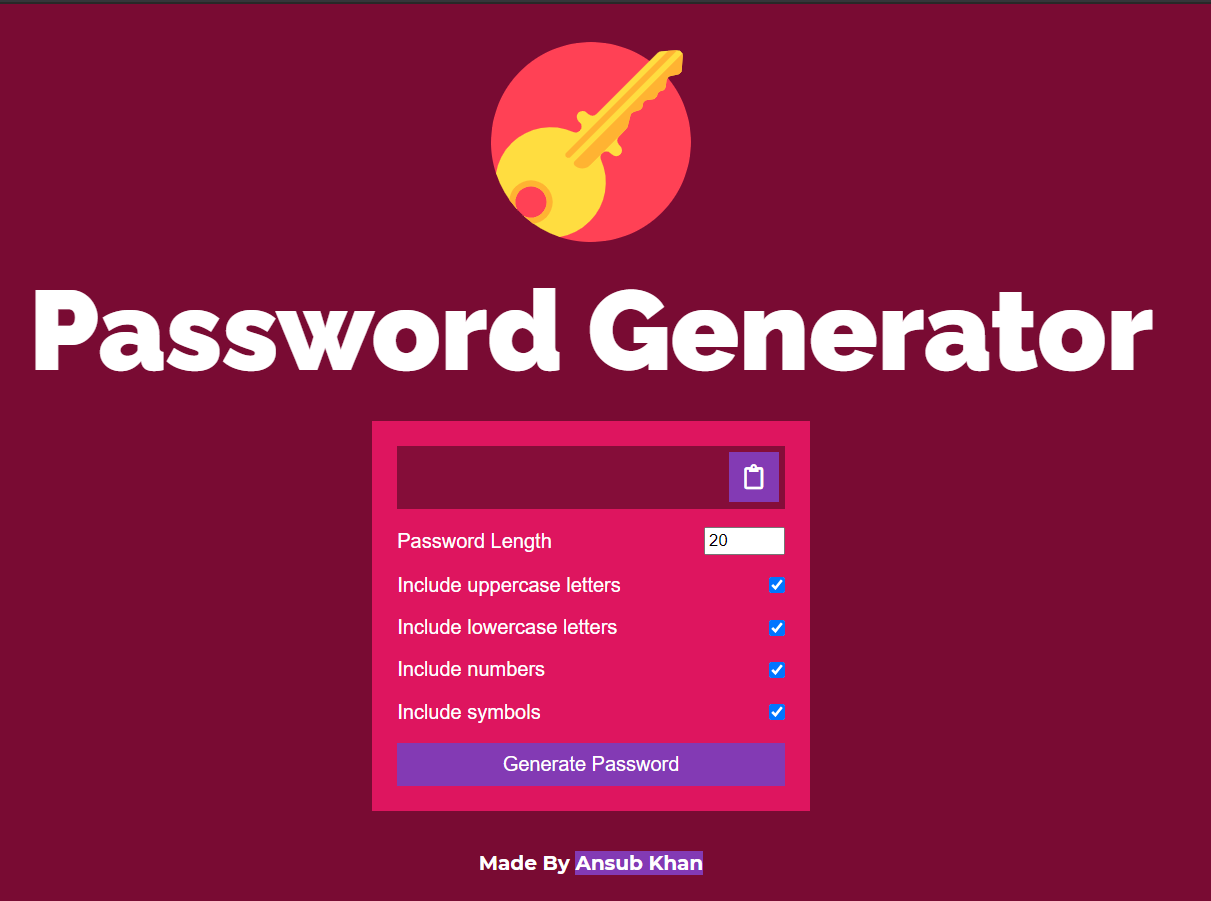 Password Generator
Password Length 20
Include uppercase letters
Include lowercase letters
Include numbers
Include symbols
Generate Password
Made By Ansub Khan